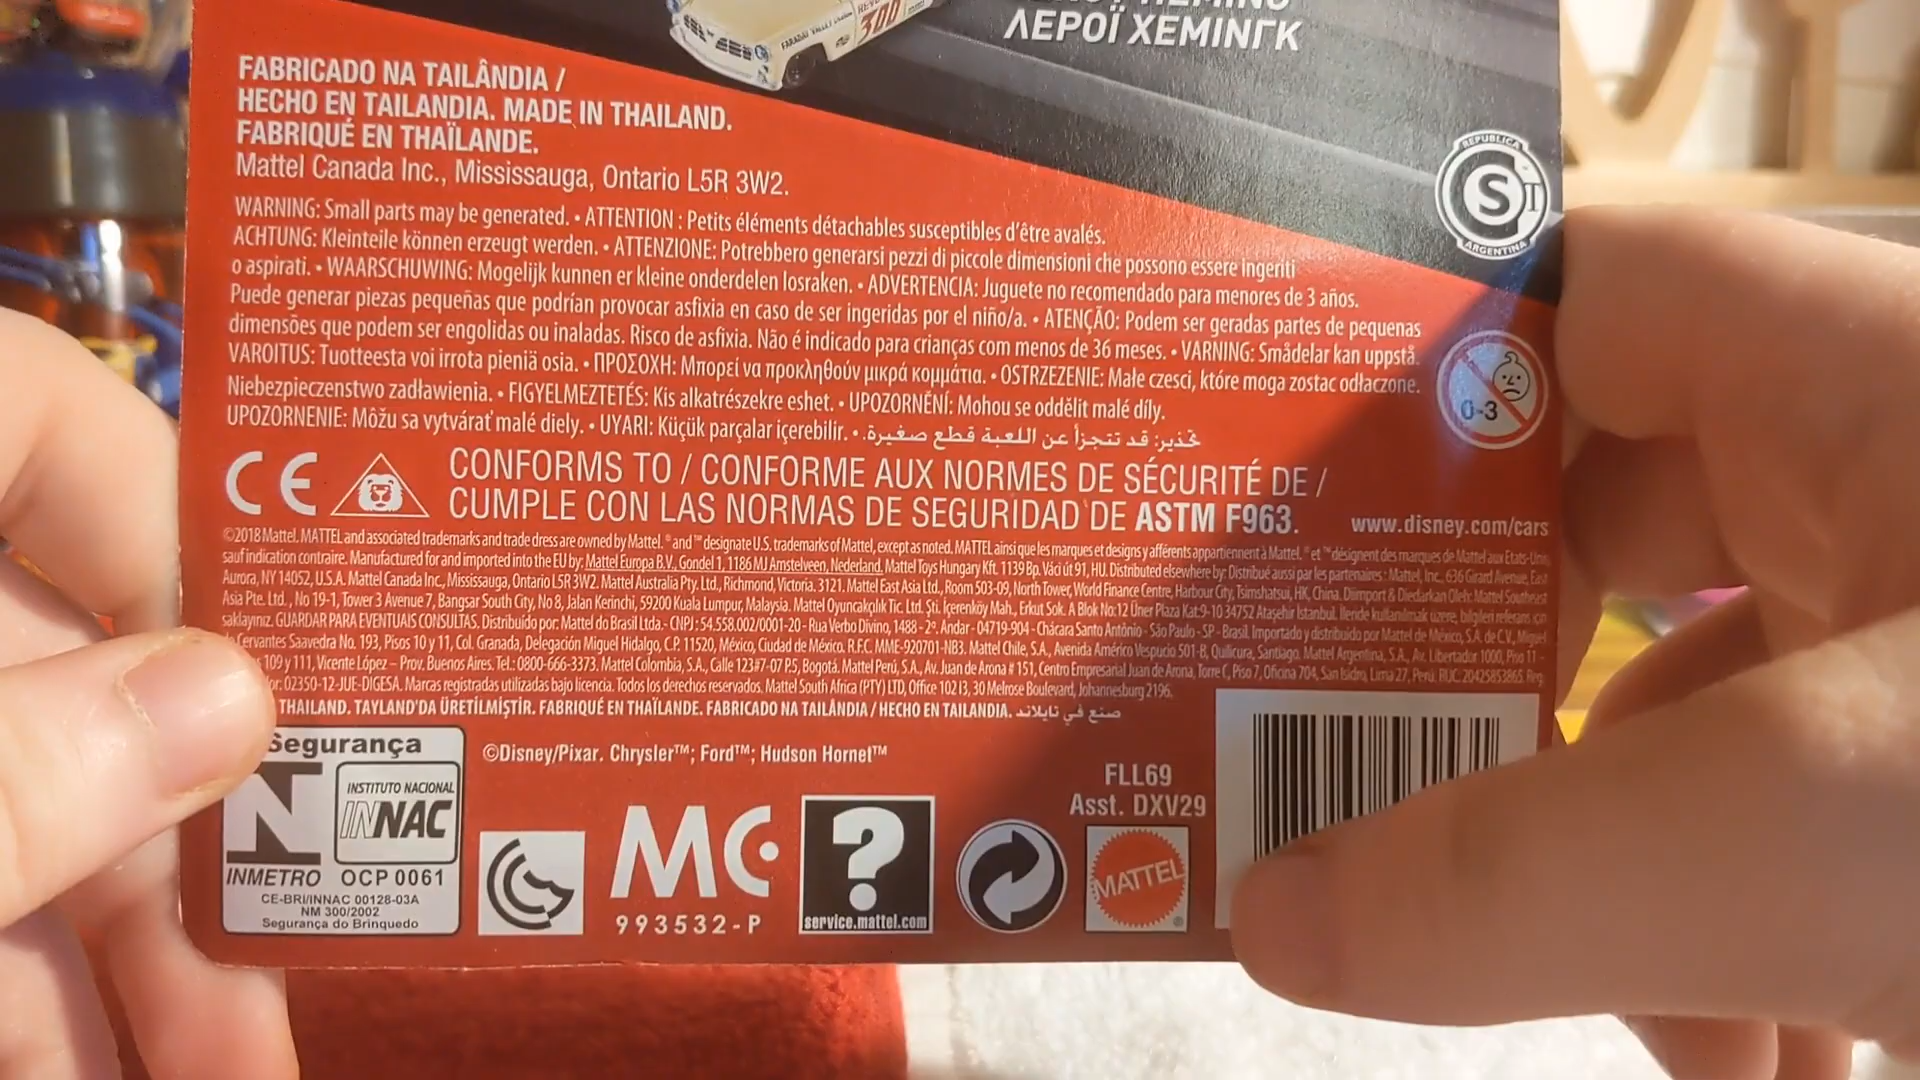 ΛΕΡΟΪ ΧΕΜΙΝΓΚ
300
FABRICADO NA TAILÂNDIA /
HECHO EN TAILANDIA. MADE IN THAILAND.
FABRIQUÉ EN THAÏLANDE.
Mattel Canada Inc., Mississauga, Ontario L5R 3W2.
REPUBLICA
S
ARGENTINA
WARNING: Small parts may be generated. • ATTENTION : Petits éléments détachables susceptibles d'être avalés.
ACHTUNG: Kleinteile können erzeugt werden. • ATTENZIONE: Potrebbero generarsi pezzi di piccole dimensioni che possono essere ingeriti
o aspirati. • WAARSCHUWING: Mogelijk kunnen er kleine onderdelen losraken. • ADVERTENCIA: Juguete no recomendado para menores de 3 años.
Puede generar piezas pequeñas que podrían provocar asfixia en caso de ser ingeridas por el niño/a. • ATENÇÃO: Podem ser geradas partes de pequenas
dimensões que podem ser engolidas ou inaladas. Risco de asfixia. Não é indicado para crianças com menos de 36 meses. • VARNING: Smådelar kan uppstå.
VAROITUS: Tuotteesta voi irrota pieniä osia. • ΠΡΟΣΟΧΗ: Μπορεί να προκληθούν μικρά κομμάτια. • OSTRZEZENIE: Małe czesci, które moga zostac odłaczone.
Niebezpieczenstwo zadławienia. • FIGYELMEZTETÉS: Kis alkatrészekre eshet. • UPOZORNĚNÍ: Mohou se oddělit malé díly.
UPOZORNENIE: Môžu sa vytvárať malé diely. • UYARI: Küçük parçalar içerebilir. • تحذير: قد تتجزأ عن اللعبة قطع صغيرة.
0-3
CE
CONFORMS TO / CONFORME AUX NORMES DE SÉCURITÉ DE /
CUMPLE CON LAS NORMAS DE SEGURIDAD DE ASTM F963.
www.disney.com/cars
©2018 Mattel. MATTEL and associated trademarks and trade dress are owned by Mattel. ® and ™ designate U.S. trademarks of Mattel, except as noted. MATTEL ainsi que les marques et designs y afférents appartiennent à Mattel. ® et ™ désignent des marques de Mattel aux États-Unis,
sauf indication contraire. Manufactured for and imported into the EU by: Mattel Europa B.V., Gondel 1, 1186 MJ Amstelveen, Nederland. Mattel Toys Hungary Kft. 1139 Bp. Váci út 91, HU. Distributed elsewhere by: Distribué aussi par les partenaires : Mattel, Inc., 636 Girard Avenue, East
Aurora, NY 14052, U.S.A. Mattel Canada Inc., Mississauga, Ontario L5R 3W2. Mattel Australia Pty. Ltd., Richmond, Victoria. 3121. Mattel East Asia Ltd., Room 503-09, North Tower, World Finance Centre, Harbour City, Tsimshatsui, HK, China. Diimport & Diedarkan Oleh: Mattel Southeast
Asia Pte. Ltd., No 19-1, Tower 3 Avenue 7, Bangsar South City, No 8, Jalan Kerinchi, 59200 Kuala Lumpur, Malaysia. Mattel Oyuncakçılık Tic. Ltd. Şti. İçerenköy Mah., Erkut Sok. A Blok No:12 Üner Plaza Kat:9-10 34752 Ataşehir İstanbul. İleride kullanılmak üzere, bilgileri referans için
saklayınız. GUARDAR PARA EVENTUAIS CONSULTAS. Distribuído por: Mattel do Brasil Ltda.- CNPJ : 54.558.002/0001-20 - Rua Verbo Divino, 1488 - 2º. Andar - 04719-904 - Chácara Santo Antônio - São Paulo - SP - Brasil. Importado y distribuido por Mattel de México, S.A. de C.V., Miguel
de Cervantes Saavedra No. 193, Pisos 10 y 11, Col. Granada, Delegación Miguel Hidalgo, C.P. 11520, México, Ciudad de México. R.F.C. MME-920701-NB3. Mattel Chile, S.A., Avenida Américo Vespucio 501-B, Quilicura, Santiago. Mattel Argentina, S.A., Av. Libertador 1000, Piso 11 -
109 y 111, Vicente López – Prov. Buenos Aires. Tel.: 0800-666-3373. Mattel Colombia, S.A., Calle 123#7-07 P.5, Bogotá. Mattel Perú, S.A., Av. Juan de Arona # 151, Centro Empresarial Juan de Arona, Torre C, Piso 7, Oficina 704, San Isidro, Lima 27, Perú. RUC: 20425853865. Reg.
02350-12-JUE-DIGESA. Marcas registradas utilizadas bajo licencia. Todos los derechos reservados. Mattel South Africa (PTY) LTD, Office 102 I3, 30 Melrose Boulevard, Johannesburg 2196.
THAILAND. TAYLAND'DA ÜRETİLMİŞTİR. FABRIQUÉ EN THAÏLANDE. FABRICADO NA TAILÂNDIA / HECHO EN TAILANDIA. صنع في تايلاند
©Disney/Pixar. Chrysler™; Ford™; Hudson Hornet™
Segurança
INSTITUTO NACIONAL
INNAC
INMETRO OCP 0061
CE-BRI/INNAC 00128-03A
NM 300/2002
Segurança do Brinquedo
MC
993532-P
?
service.mattel.com
FLL69
Asst. DXV29
MATTEL